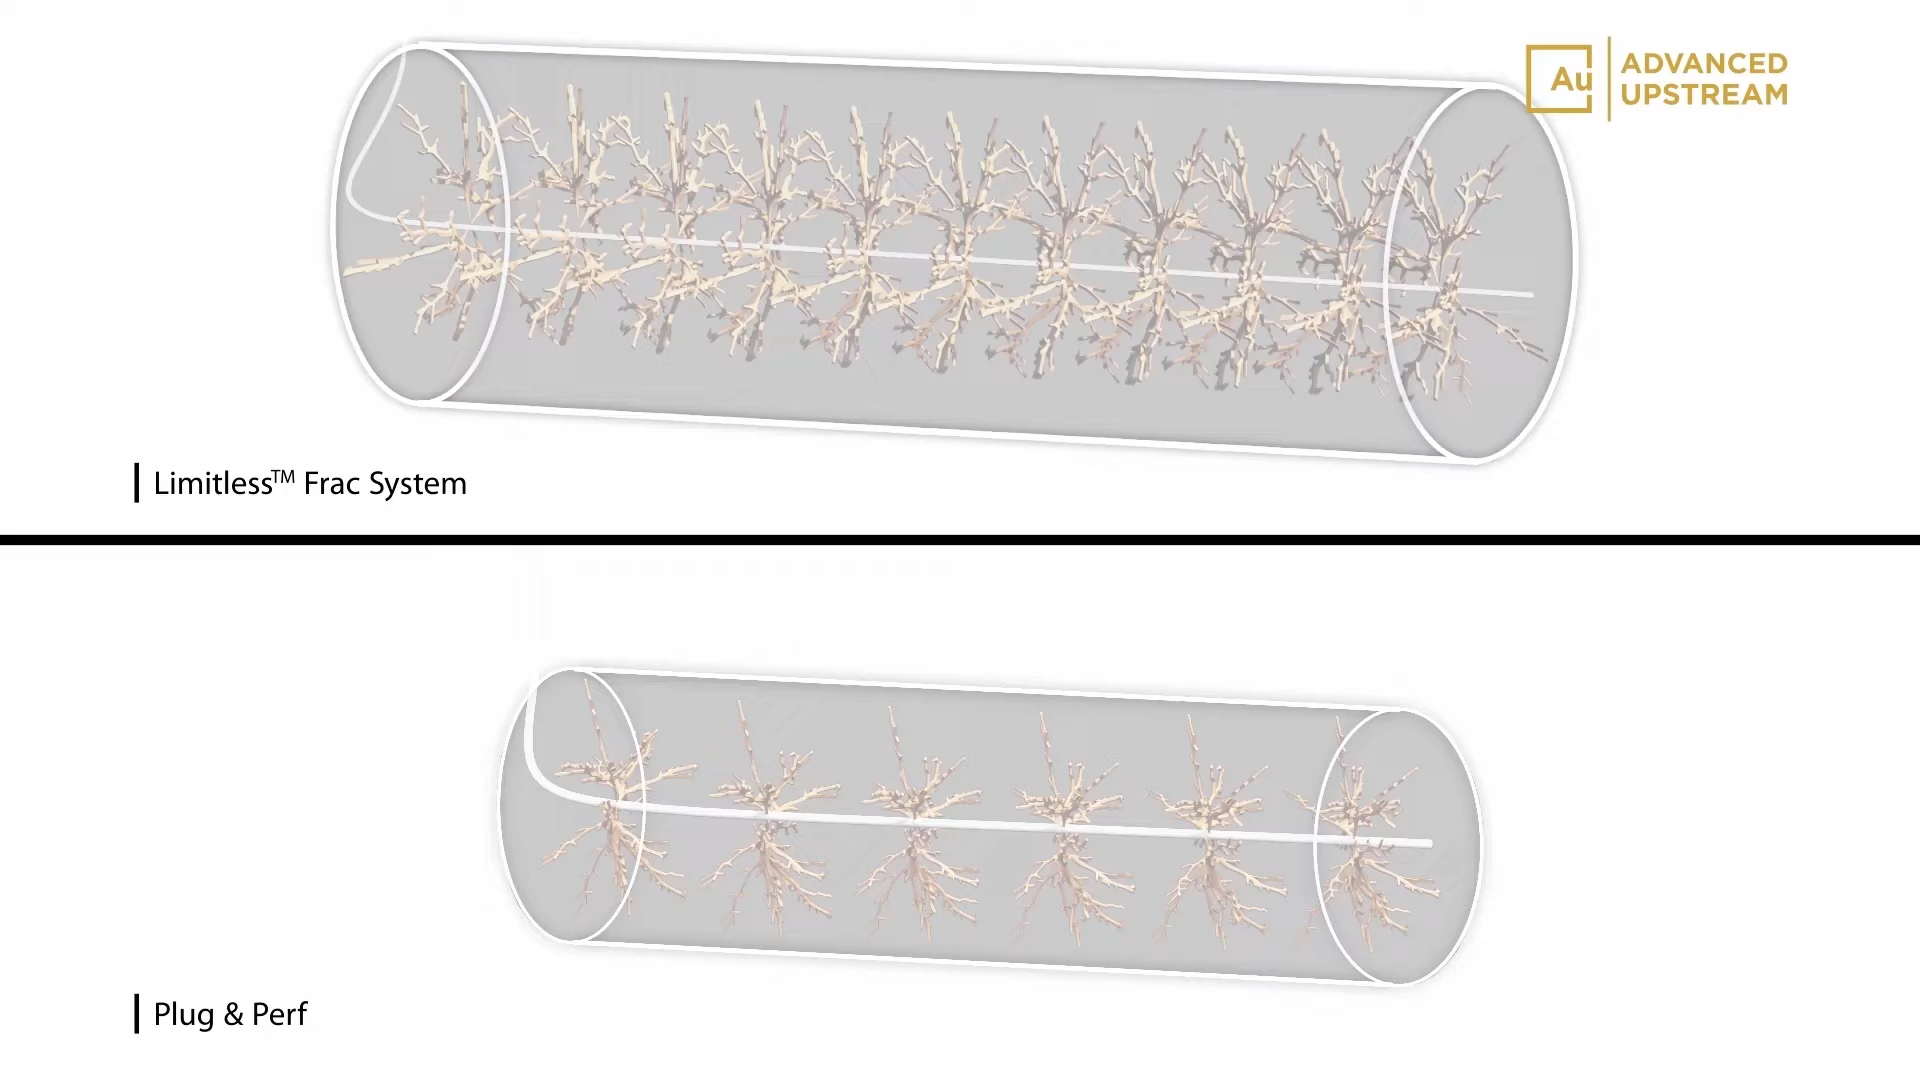 Au
ADVANCED
UPSTREAM
Limitless™ Frac System
Plug & Perf